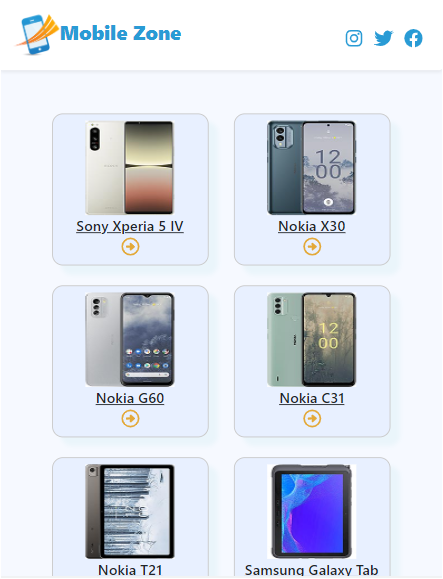 Mobile Zone
Sony Xperia 5 IV
Nokia X30
12
00
Nokia G60
Nokia C31
12
00
Nokia T21
Samsung Galaxy Tab